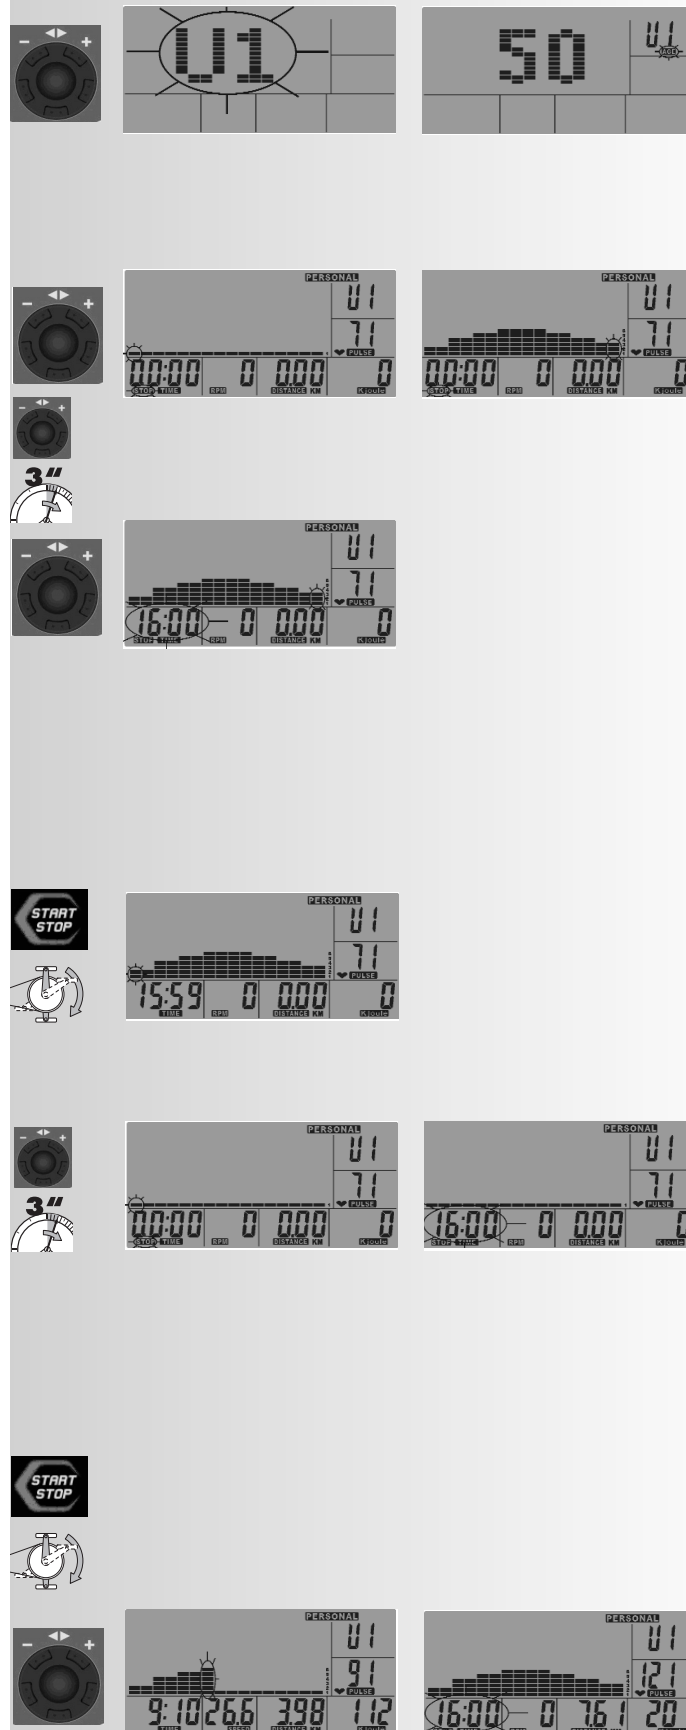 − +
U1
50
U1
AGE
− +
PERSONAL
U1
71
PULSE
00:00 0 0.00 0
STOP TIME RPM DISTANCE KM Kjoule
PERSONAL
U1
71
PULSE
00:00 0 0.00 0
STOP TIME RPM DISTANCE KM Kjoule
− +
3"
− +
PERSONAL
U1
71
PULSE
16:00 0 0.00 0
STOP TIME RPM DISTANCE KM Kjoule
START
STOP
PERSONAL
U1
71
PULSE
15:59 0 0.00 0
TIME RPM DISTANCE KM Kjoule
− +
3"
PERSONAL
U1
71
PULSE
00:00 0 0.00 0
STOP TIME RPM DISTANCE KM Kjoule
PERSONAL
U1
71
PULSE
16:00 0 0.00 0
STOP TIME RPM DISTANCE KM Kjoule
START
STOP
− +
PERSONAL
U1
91
PULSE
9:10 26.6 3.98 112
TIME SPEED DISTANCE KM Kjoule
PERSONAL
U1
121
PULSE
16:00 0 7.61 20